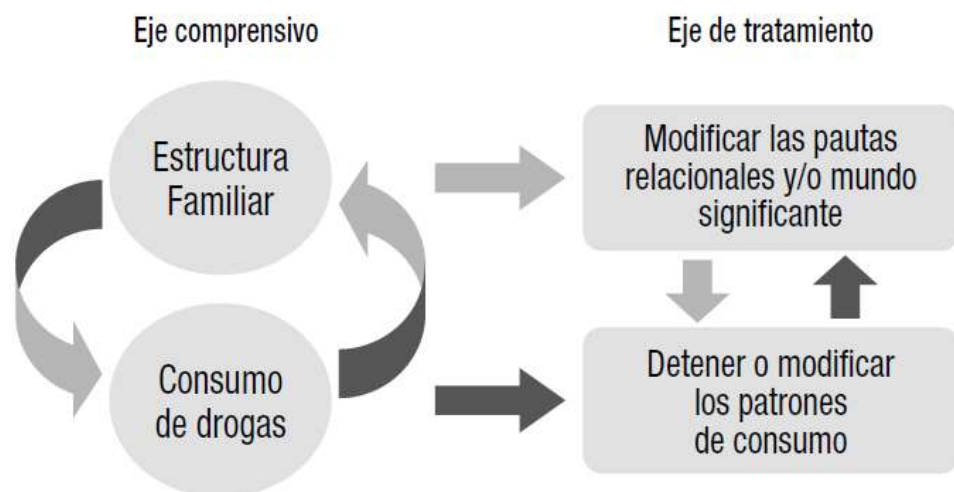 Eje comprensivo
Eje de tratamiento
Estructura
Familiar
Modificar las pautas
relacionales y/o mundo
significante
Consumo
de drogas
Detener o modificar
los patrones
de consumo